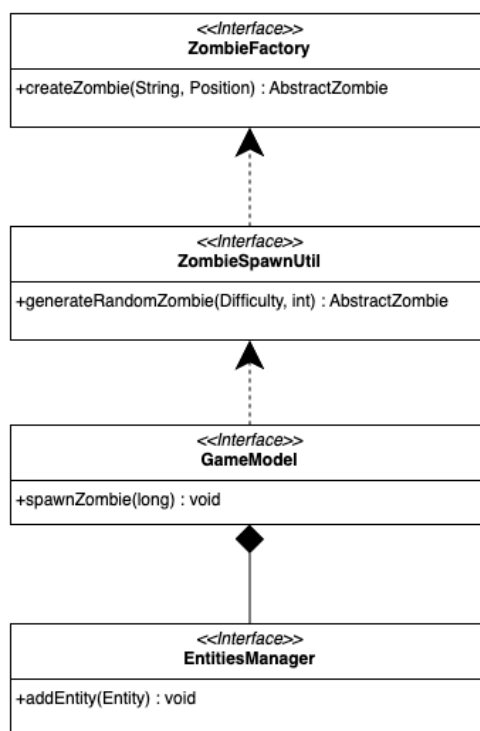 <<Interface>>
ZombieFactory
+createZombie(String, Position) : AbstractZombie
<<Interface>>
ZombieSpawnUtil
+generateRandomZombie(Difficulty, int) : AbstractZombie
<<Interface>>
GameModel
+spawnZombie(long) : void
<<Interface>>
EntitiesManager
+addEntity(Entity) : void